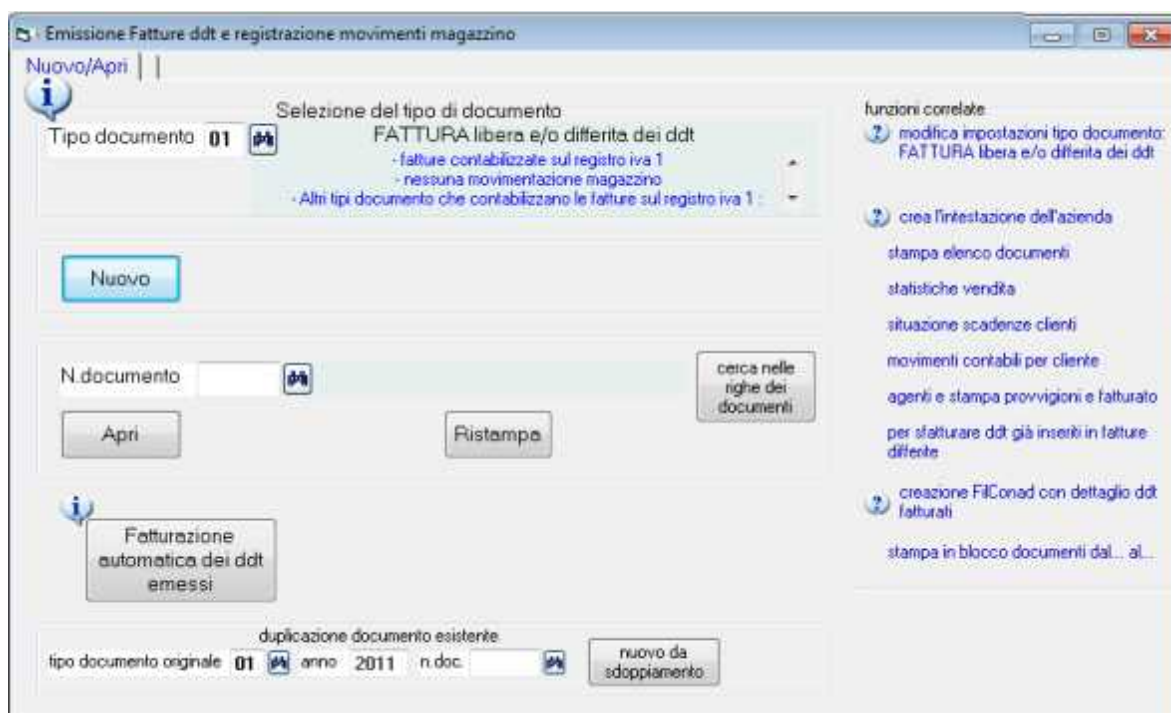 Emissione Fatture ddt e registrazione movimenti magazzino
Nuovo/Apri
Selezione del tipo di documento
Tipo documento 01
FATTURA libera e/o differita dei ddt
- fatture contabilizzate sul registro iva 1
- nessuna movimentazione magazzino
- Altri tipi documento che contabilizzano le fatture sul registro iva 1 :
Nuovo
N.documento
cerca nelle
righe dei
documenti
Apri
Ristampa
Fatturazione
automatica dei ddt
emessi
duplicazione documento esistente
tipo documento originale 01 anno 2011 n.doc.
nuovo da
sdoppiamento
funzioni correlate
modifica impostazioni tipo documento:
FATTURA libera e/o differita dei ddt
crea l'intestazione dell'azienda
stampa elenco documenti
statistiche vendita
situazione scadenze clienti
movimenti contabili per cliente
agenti e stampa provvigioni e fatturato
per sfatturare ddt già inseriti in fatture
differite
creazione FilConad con dettaglio ddt
fatturati
stampa in blocco documenti dal... al...